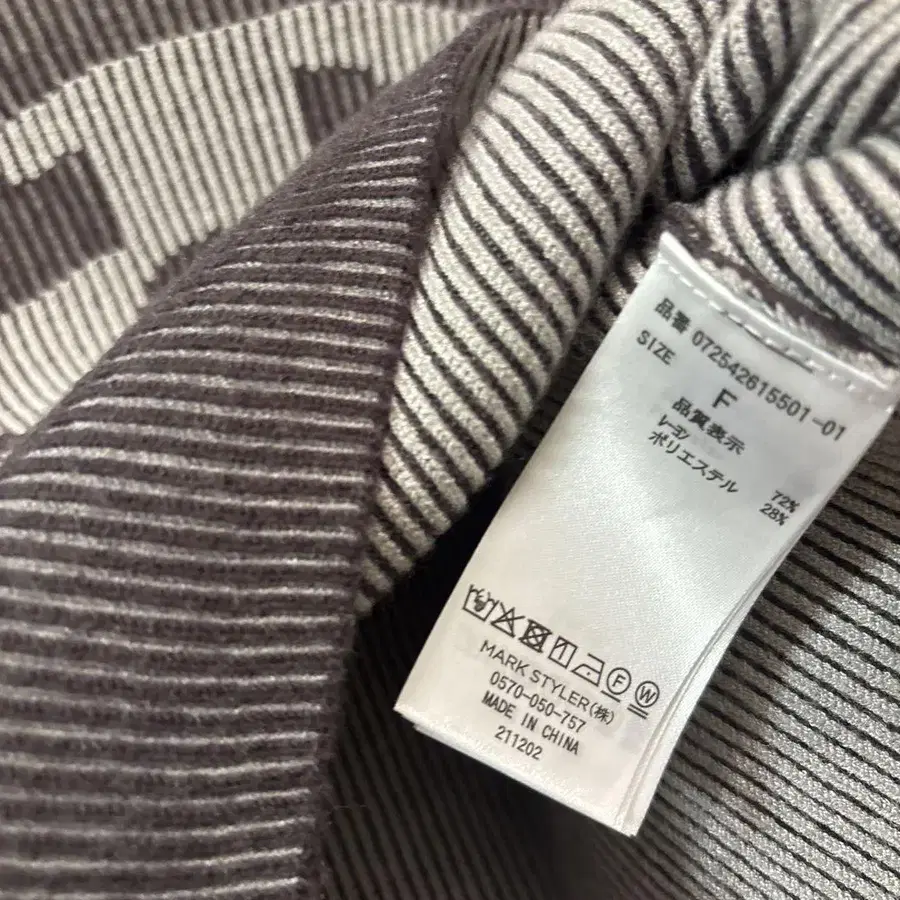 品番 072542615501-01
SIZE
F
品質表示
レーヨン 72%
ポリエステル 28%
F W
MARK STYLER(株)
0570-050-757
MADE IN CHINA
211202